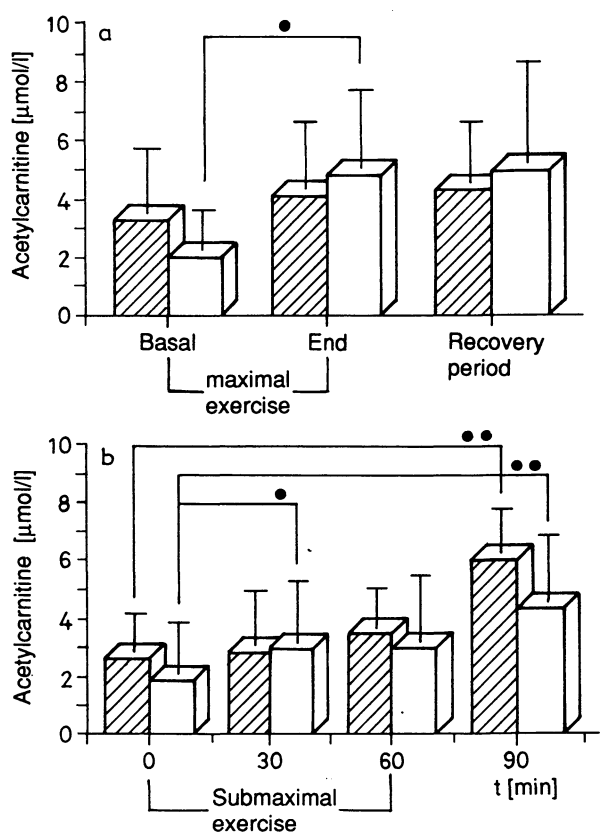 a
Acetylcarnitine [µmol/l]
10
8
6
4
2
0
Basal
End
Recovery
period
maximal
exercise
b
Acetylcarnitine [µmol/l]
10
8
6
4
2
0
0
30
60
90
t [min]
Submaximal
exercise